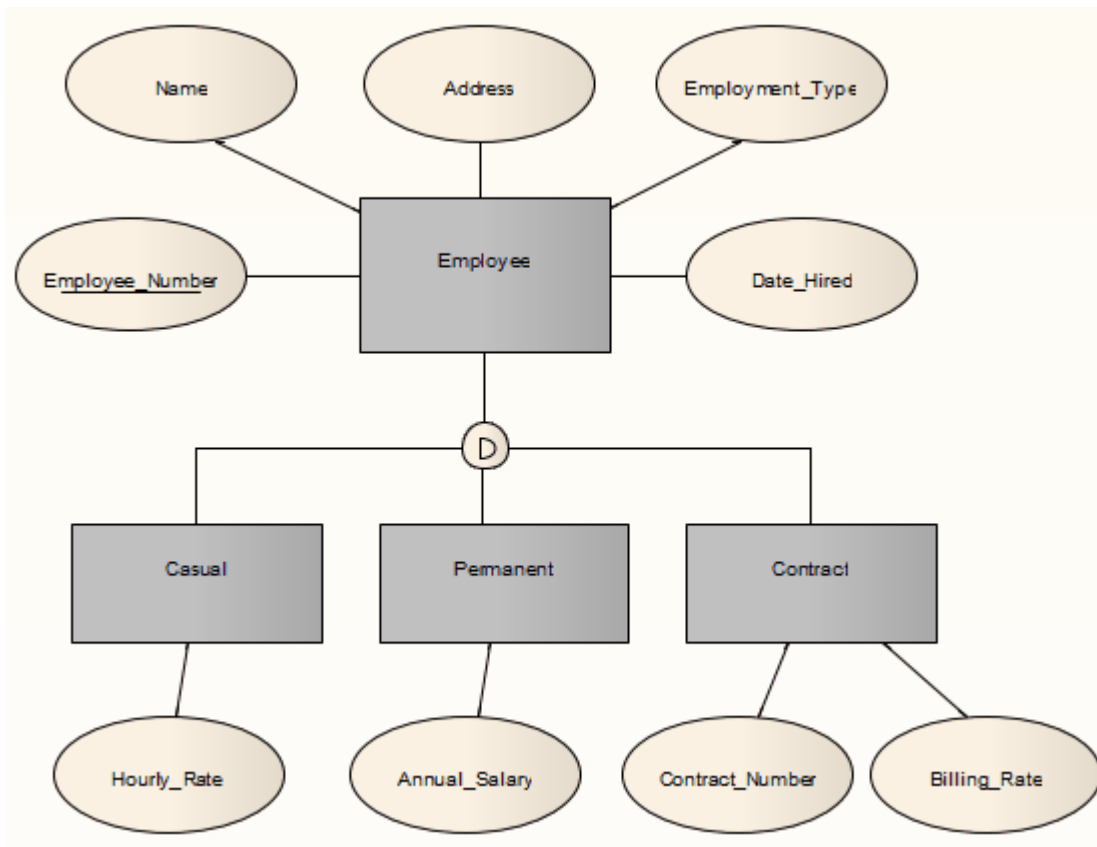 Name
Address
Employment_Type
Employee_Number
Employee
Date_Hired
D
Casual
Permanent
Contract
Hourly_Rate
Annual_Salary
Contract_Number
Billing_Rate